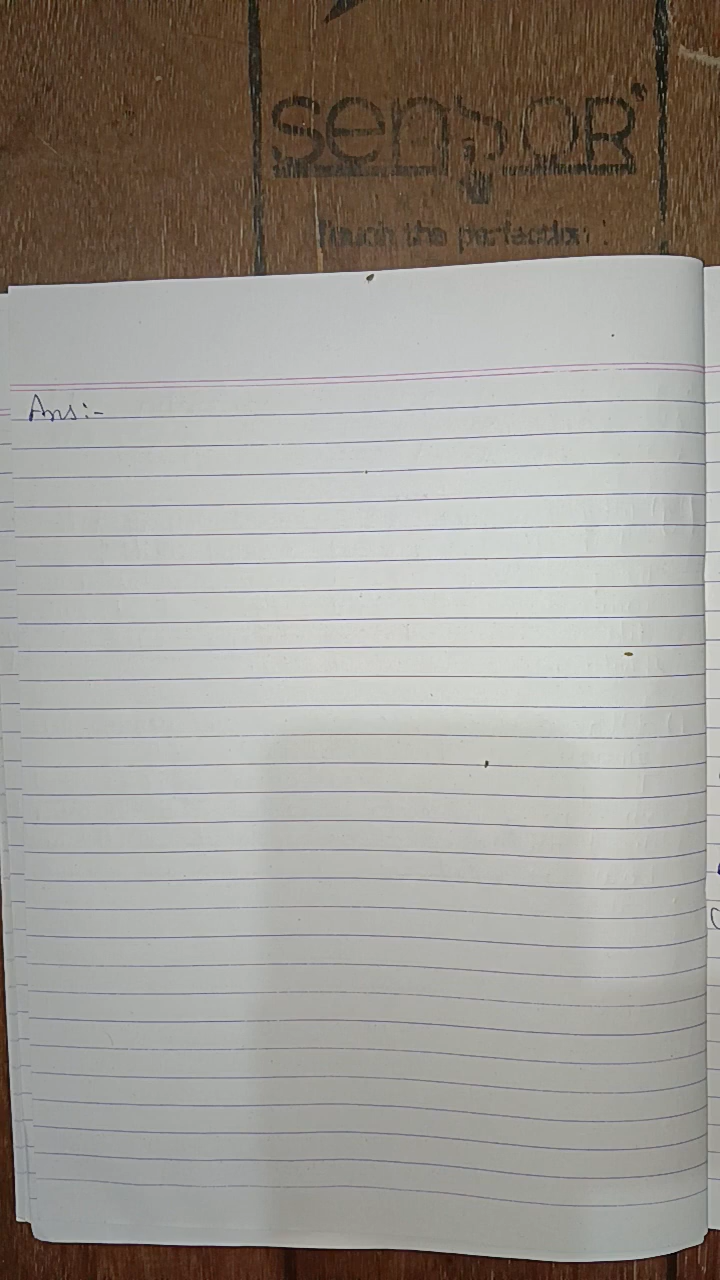 sensor
Touch the perfection
Ans:-